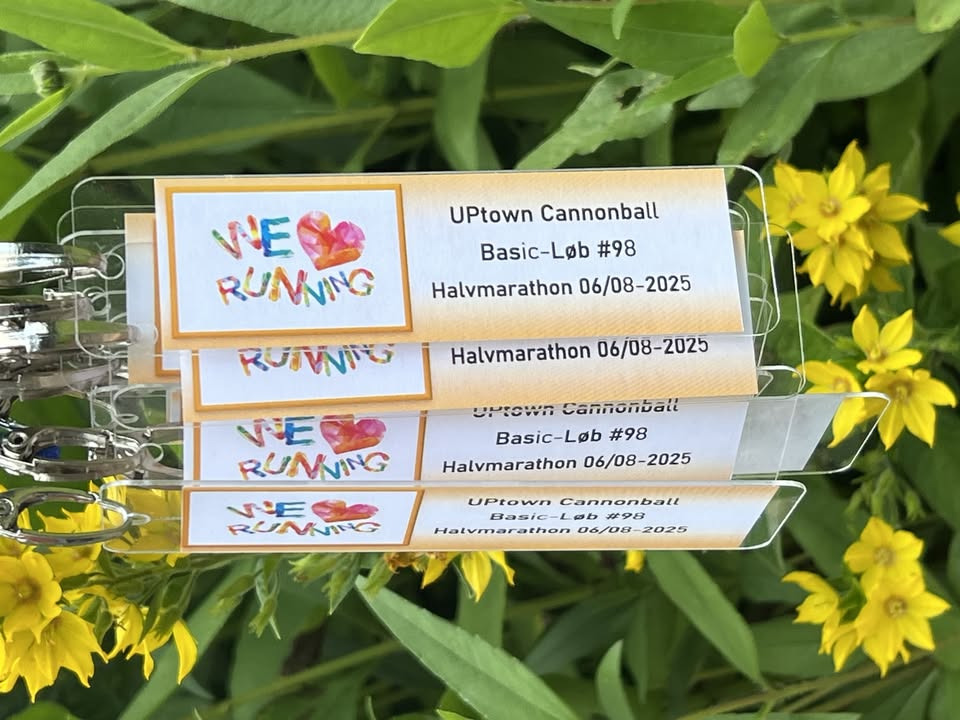 WE
RUNNING
UPtown Cannonball
Basic-Løb #98
Halvmarathon 06/08-2025
RUNNING
Halvmarathon 06/08-2025
WE
RUNNING
UPtown Cannonball
Basic-Løb #98
Halvmarathon 06/08-2025
WE
RUNNING
UPtown Cannonball
Basic-Løb #98
Halvmarathon 06/08-2025